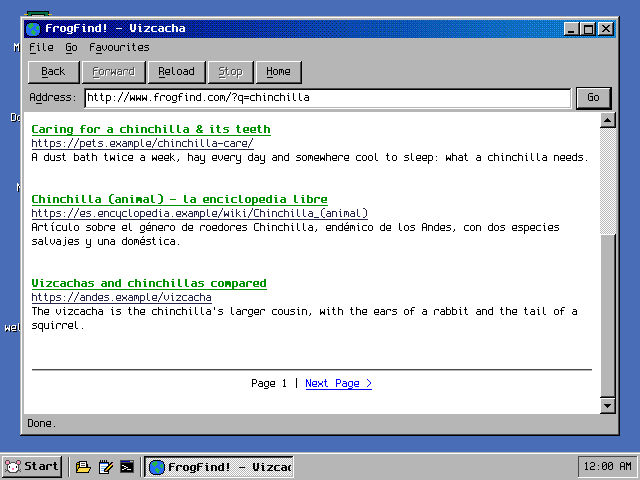 FrogFind! - Vizcacha
File Go Favourites
Back Forward Reload Stop Home
Address: http://www.frogfind.com/?q=chinchilla Go
Caring for a chinchilla & its teeth
https://pets.example/chinchilla-care/
A dust bath twice a week, hay every day and somewhere cool to sleep: what a chinchilla needs.
Chinchilla (animal) - la enciclopedia libre
https://es.encyclopedia.example/wiki/Chinchilla_(animal)
Artículo sobre el género de roedores Chinchilla, endémico de los Andes, con dos especies
salvajes y una doméstica.
Vizcachas and chinchillas compared
https://andes.example/vizcacha
The vizcacha is the chinchilla's larger cousin, with the ears of a rabbit and the tail of a
squirrel.
Page 1 | Next Page >
Done.
Start FrogFind! - Vizcac 12:00 AM